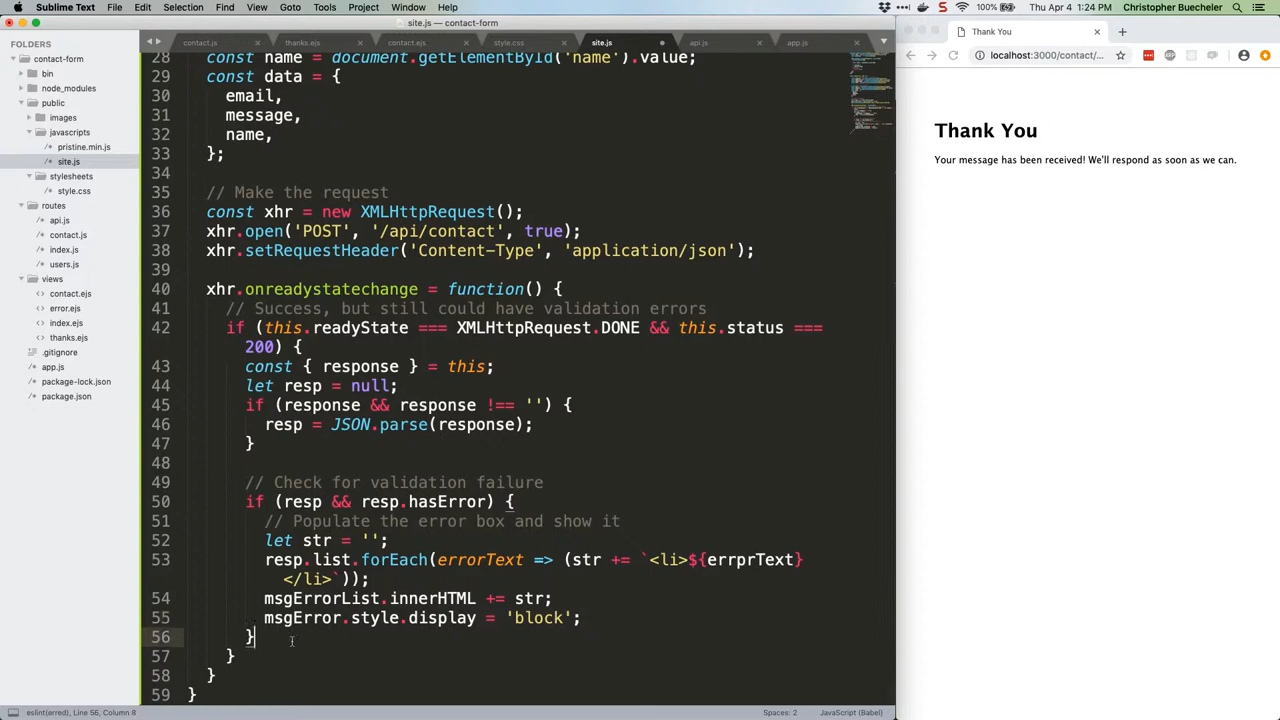 Sublime Text File Edit Selection Find View Goto Tools Project Window Help
100% Thu Apr 4 1:24 PM Christopher Buecheler
site.js — contact-form
FOLDERS
contact-form
bin
node_modules
public
images
javascripts
pristine.min.js
site.js
stylesheets
style.css
routes
api.js
contact.js
index.js
users.js
views
contact.ejs
error.ejs
index.ejs
thanks.ejs
.gitignore
app.js
package-lock.json
package.json
contact.js thanks.ejs contact.ejs style.css site.js api.js app.js
28 const name = document.getElementById('name').value;
29 const data = {
30 email,
31 message,
32 name,
33 };
34
35 // Make the request
36 const xhr = new XMLHttpRequest();
37 xhr.open('POST', '/api/contact', true);
38 xhr.setRequestHeader('Content-Type', 'application/json');
39
40 xhr.onreadystatechange = function() {
41 // Success, but still could have validation errors
42 if (this.readyState === XMLHttpRequest.DONE && this.status ===
200) {
43 const { response } = this;
44 let resp = null;
45 if (response && response !== '') {
46 resp = JSON.parse(response);
47 }
48
49 // Check for validation failure
50 if (resp && resp.hasError) {
51 // Populate the error box and show it
52 let str = '';
53 resp.list.forEach(errorText => (str += `<li>${errprText}
</li>`));
54 msgErrorList.innerHTML += str;
55 msgError.style.display = 'block';
56 }
57 }
58 }
59 }
eslint(erred), Line 56, Column 8 Spaces: 2 JavaScript (Babel)
Thank You
localhost:3000/contact/...
Thank You
Your message has been received! We'll respond as soon as we can.